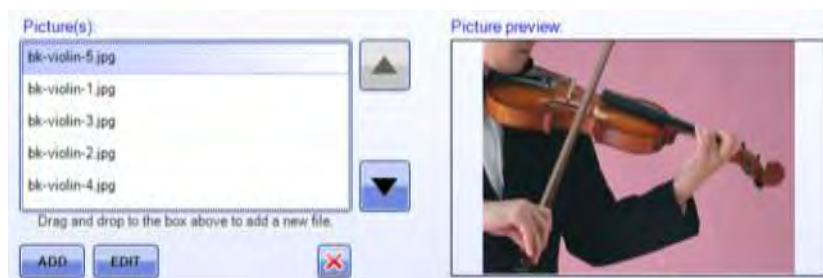 Picture(s):
bk-violin-5.jpg
bk-violin-1.jpg
bk-violin-3.jpg
bk-violin-2.jpg
bk-violin-4.jpg
Drag and drop to the box above to add a new file.
ADD EDIT
Picture preview: